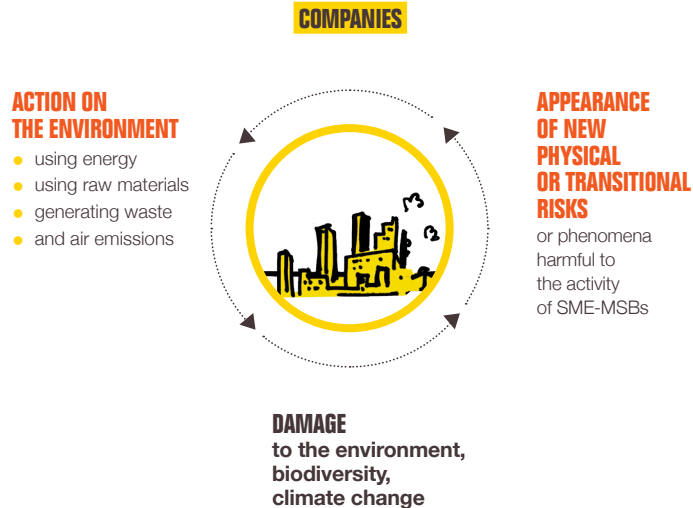 COMPANIES
ACTION ON
THE ENVIRONMENT
using energy
using raw materials
generating waste
and air emissions
APPEARANCE
OF NEW
PHYSICAL
OR TRANSITIONAL
RISKS
or phenomena
harmful to
the activity
of SME-MSBs
DAMAGE
to the environment,
biodiversity,
climate change